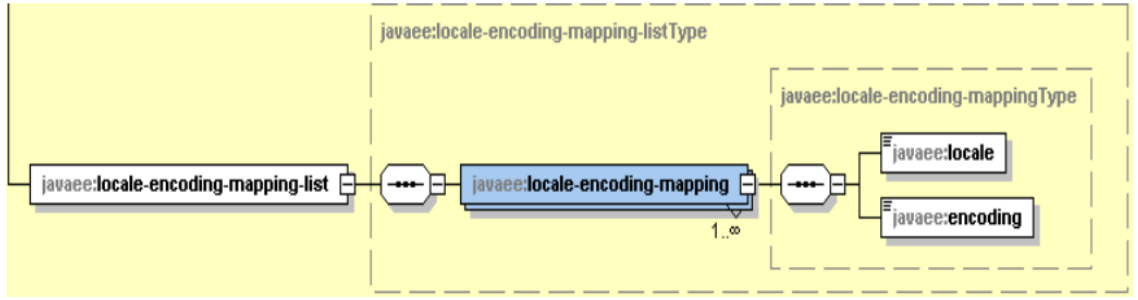 javaee:locale-encoding-mapping-listType
javaee:locale-encoding-mappingType
javaee:locale
javaee:locale-encoding-mapping-list
javaee:locale-encoding-mapping
javaee:encoding
1..∞